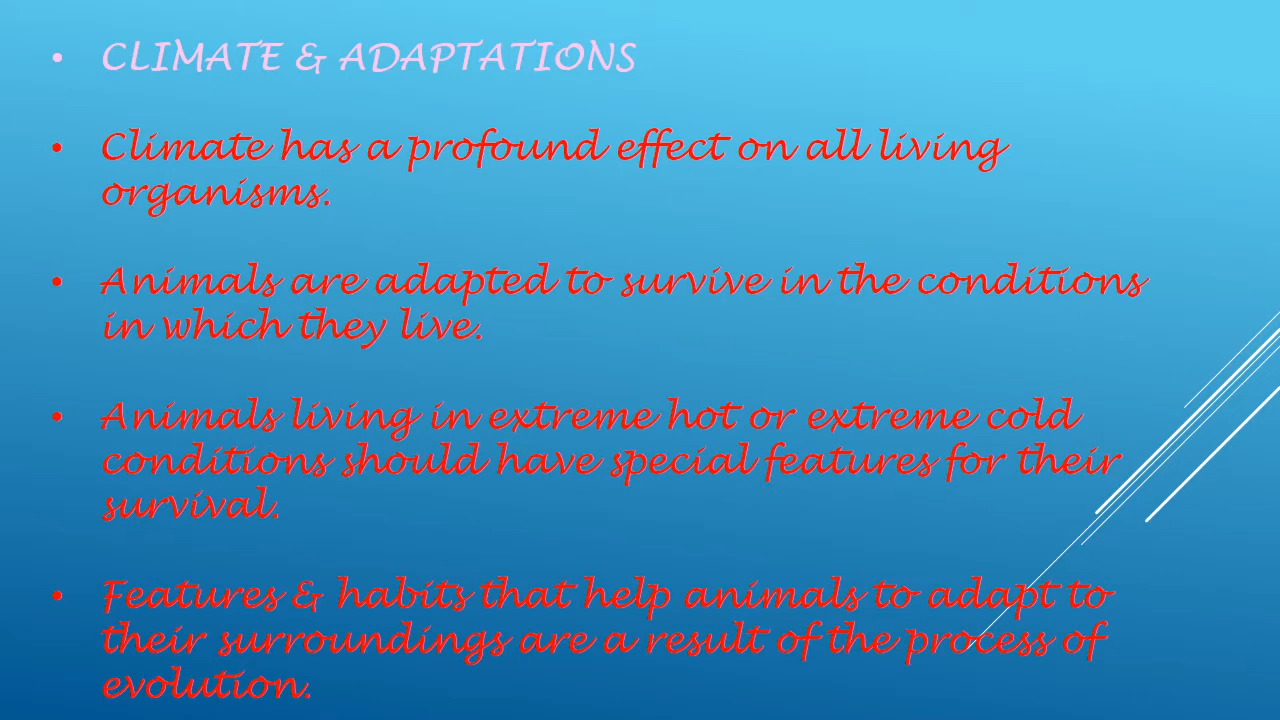 • CLIMATE & ADAPTATIONS
• Climate has a profound effect on all living
organisms.
• Animals are adapted to survive in the conditions
in which they live.
• Animals living in extreme hot or extreme cold
conditions should have special features for their
survival.
• Features & habits that help animals to adapt to
their surroundings are a result of the process of
evolution.